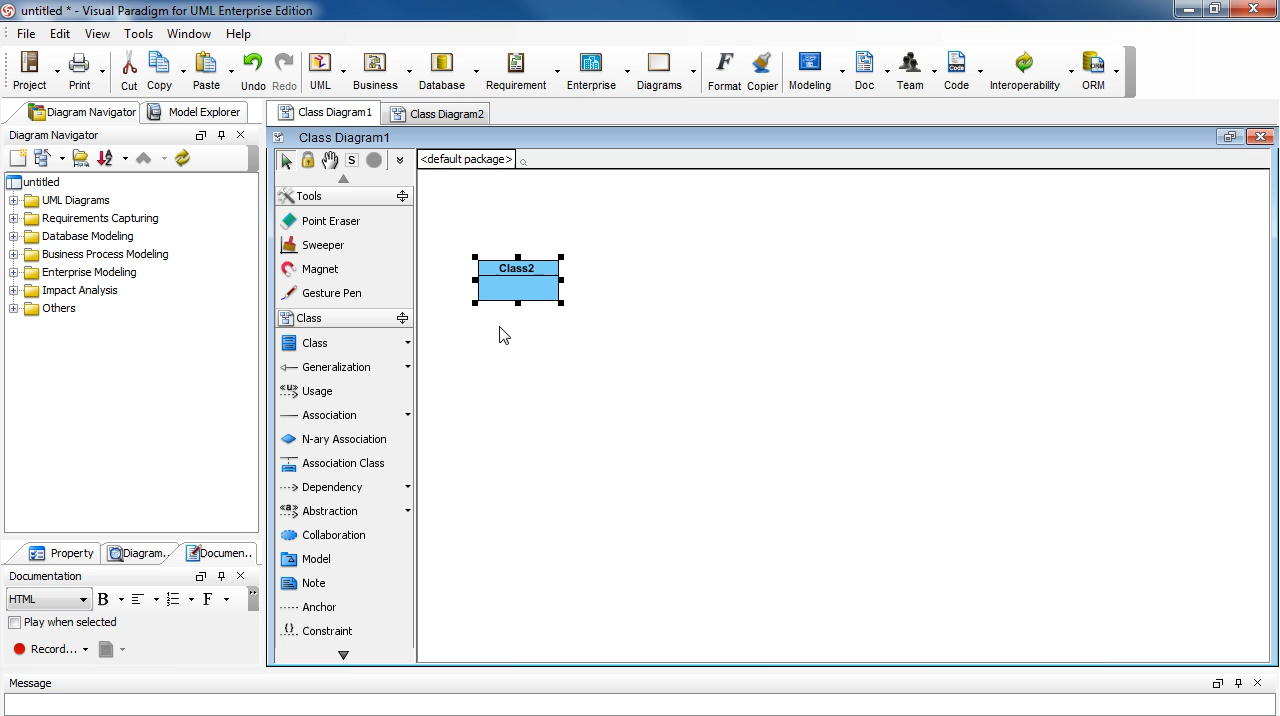 untitled * - Visual Paradigm for UML Enterprise Edition
File Edit View Tools Window Help
Project Print Cut Copy Paste Undo Redo UML Business Database Requirement Enterprise Diagrams Format Copier Modeling Doc Team Code Interoperability ORM
Diagram Navigator Model Explorer
Class Diagram1 Class Diagram2
Diagram Navigator
Class Diagram1
S
<default package>
untitled
UML Diagrams
Requirements Capturing
Database Modeling
Business Process Modeling
Enterprise Modeling
Impact Analysis
Others
Tools
Point Eraser
Sweeper
Magnet
Gesture Pen
Class
Class
Generalization
Usage
Association
N-ary Association
Association Class
Dependency
Abstraction
Collaboration
Model
Note
Anchor
Constraint
Class2
Property Diagram.. Documen..
Documentation
HTML B F
Play when selected
Record...
Message